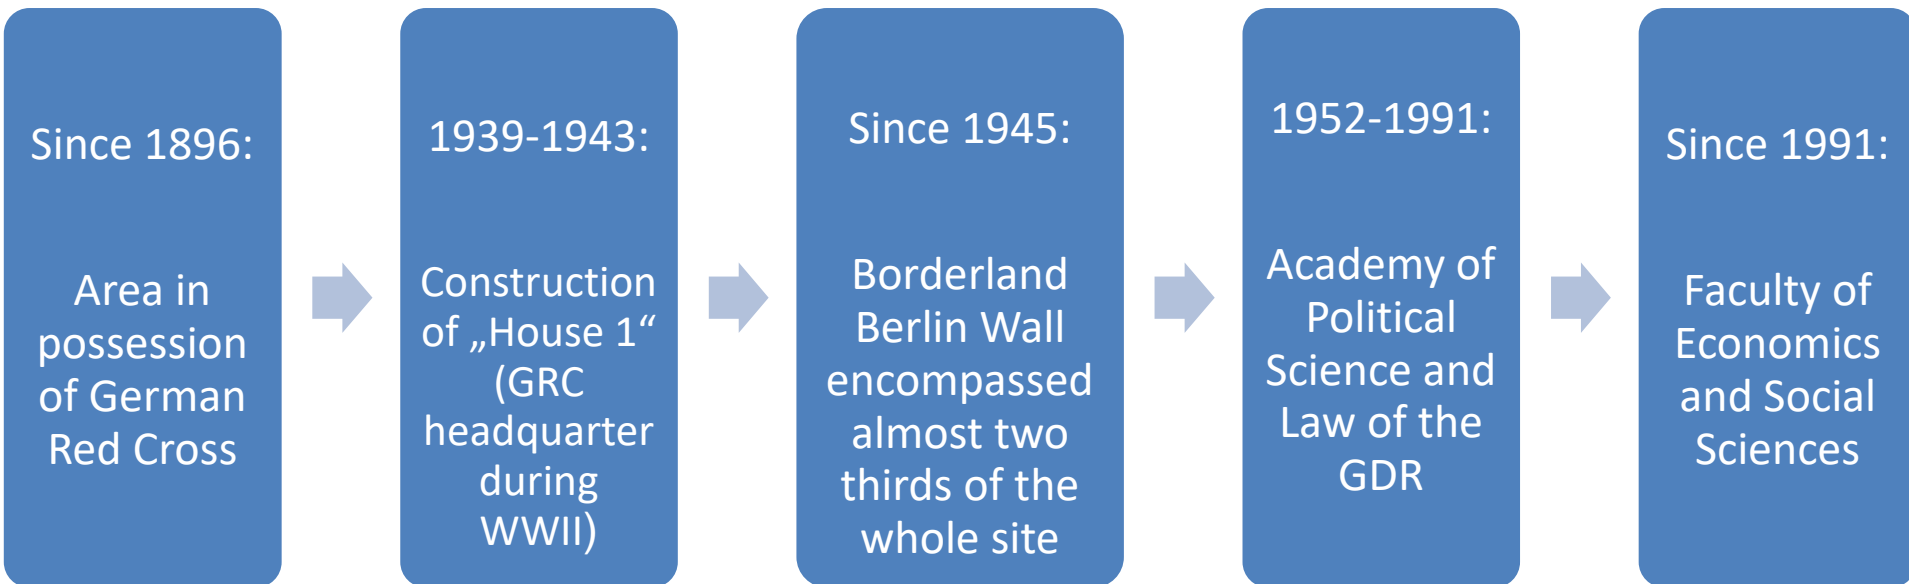 Since 1896:
Area in
possession
of German
Red Cross
1939-1943:
Construction
of „House 1“
(GRC
headquarter
during
WWII)
Since 1945:
Borderland
Berlin Wall
encompassed
almost two
thirds of the
whole site
1952-1991:
Academy of
Political
Science and
Law of the
GDR
Since 1991:
Faculty of
Economics
and Social
Sciences